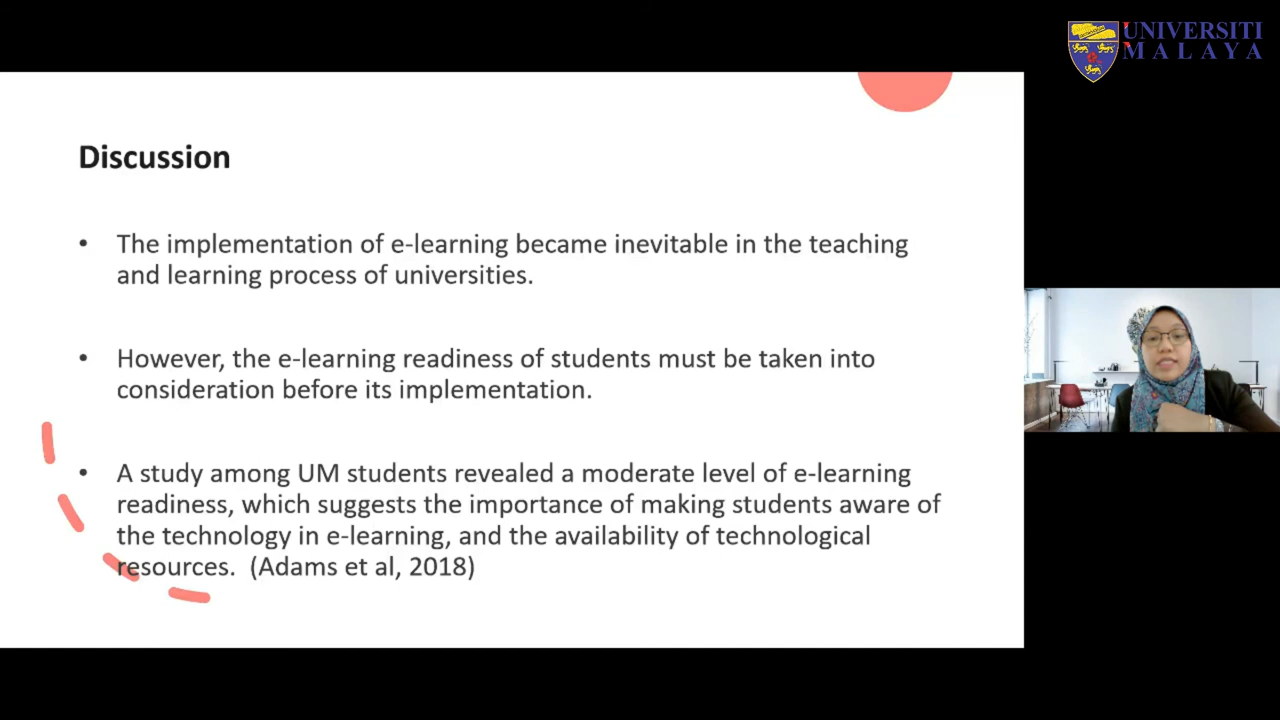 UNIVERSITI
MALAYA
Discussion
• The implementation of e-learning became inevitable in the teaching
and learning process of universities.
• However, the e-learning readiness of students must be taken into
consideration before its implementation.
• A study among UM students revealed a moderate level of e-learning
readiness, which suggests the importance of making students aware of
the technology in e-learning, and the availability of technological
resources. (Adams et al, 2018)